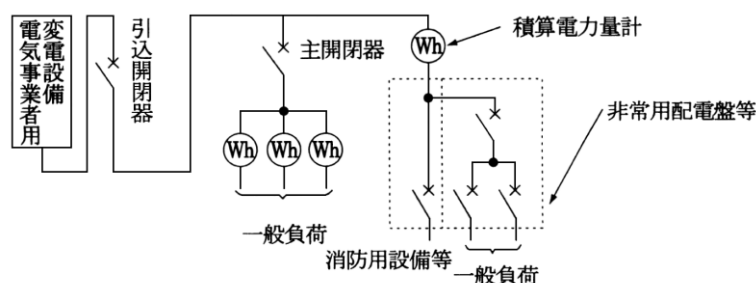 電気事業者用
変電設備
引込開閉器
主開閉器
Wh
積算電力量計
Wh
Wh
Wh
一般負荷
非常用配電盤等
消防用設備等
一般負荷